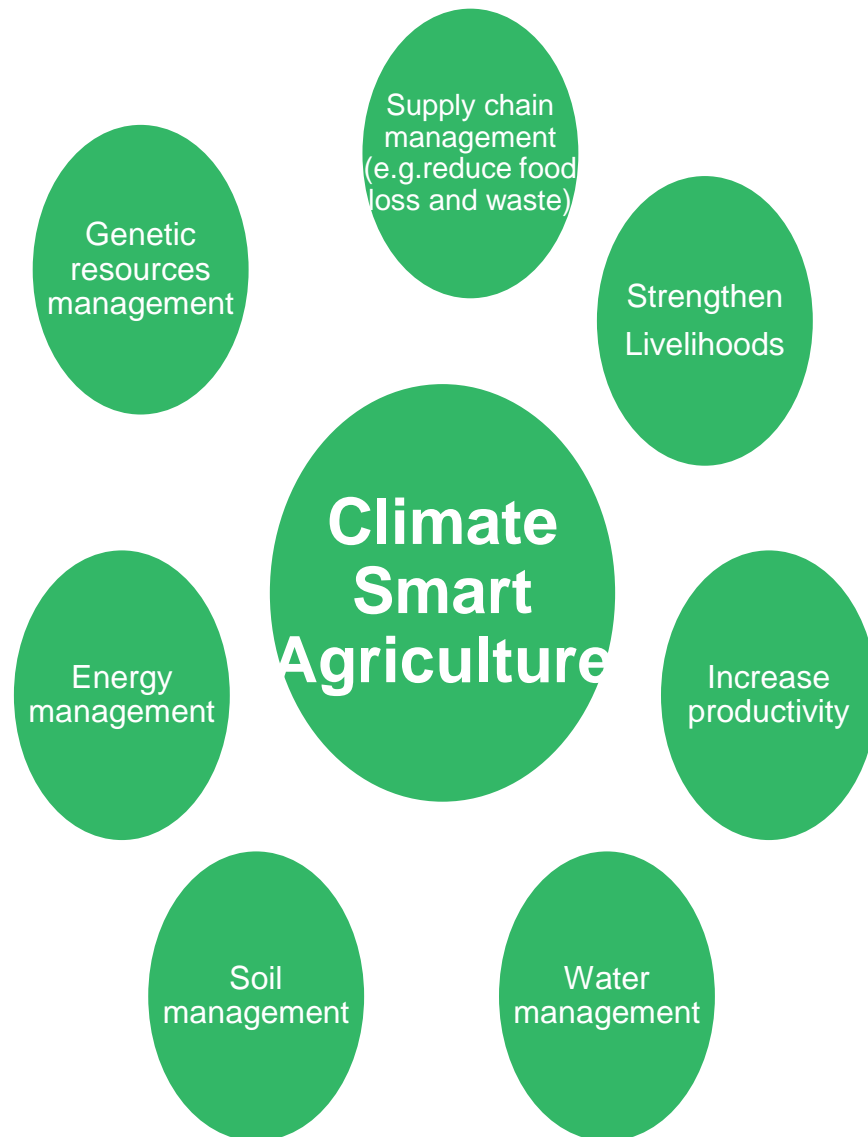 Supply chain
management
(e.g.reduce food
loss and waste)
Genetic
resources
management
Strengthen
Livelihoods
Climate
Smart
Agriculture
Energy
management
Increase
productivity
Soil
management
Water
management